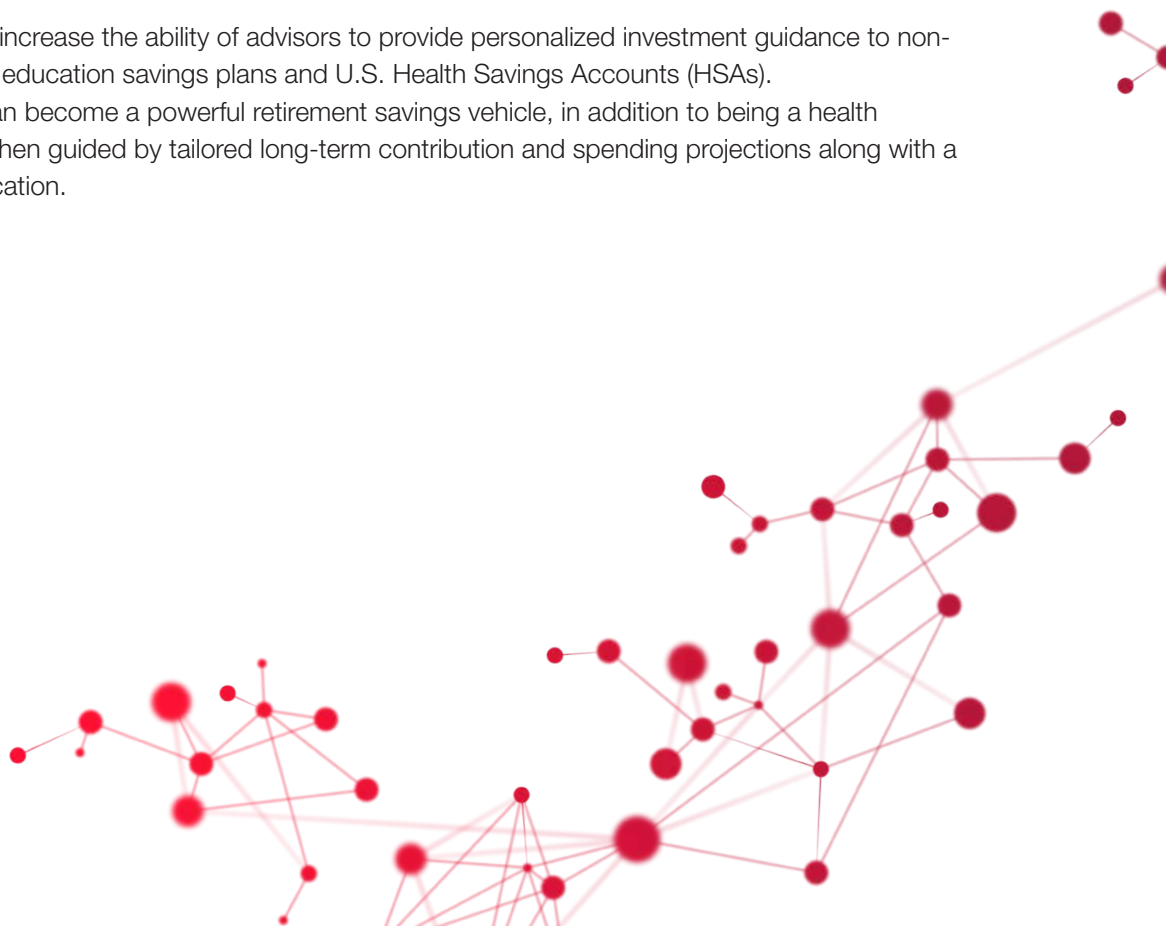 increase the ability of advisors to provide personalized investment guidance to non-
education savings plans and U.S. Health Savings Accounts (HSAs).
an become a powerful retirement savings vehicle, in addition to being a health
hen guided by tailored long-term contribution and spending projections along with a
cation.